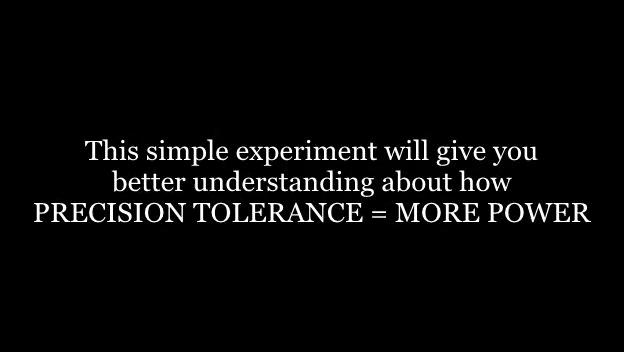 This simple experiment will give you
better understanding about how
PRECISION TOLERANCE = MORE POWER